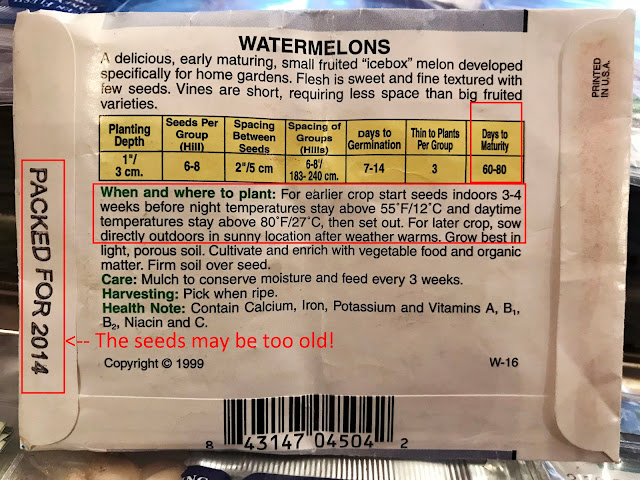 WATERMELONS
A delicious, early maturing, small fruited "icebox" melon developed
specifically for home gardens. Flesh is sweet and fine textured with
few seeds. Vines are short, requiring less space than big fruited
varieties.
PRINTED
IN U.S.A.
Planting Depth Seeds Per Group (Hill) Spacing Between Seeds Spacing of Groups (Hills) Days to Germination Thin to Plants Per Group Days to Maturity
1"/ 3 cm. 6-8 2"/5 cm 6-8'/ 183- 240 cm. 7-14 3 60-80
When and where to plant: For earlier crop start seeds indoors 3-4
weeks before night temperatures stay above 55°F/12°C and daytime
temperatures stay above 80°F/27°C, then set out. For later crop, sow
directly outdoors in sunny location after weather warms. Grow best in
light, porous soil. Cultivate and enrich with vegetable food and organic
matter. Firm soil over seed.
Care: Mulch to conserve moisture and feed every 3 weeks.
Harvesting: Pick when ripe.
Health Note: Contain Calcium, Iron, Potassium and Vitamins A, B₁,
B₂, Niacin and C.
PACKED FOR 2014
<-- The seeds may be too old!
Copyright © 1999 W-16
8 43147 04504 2